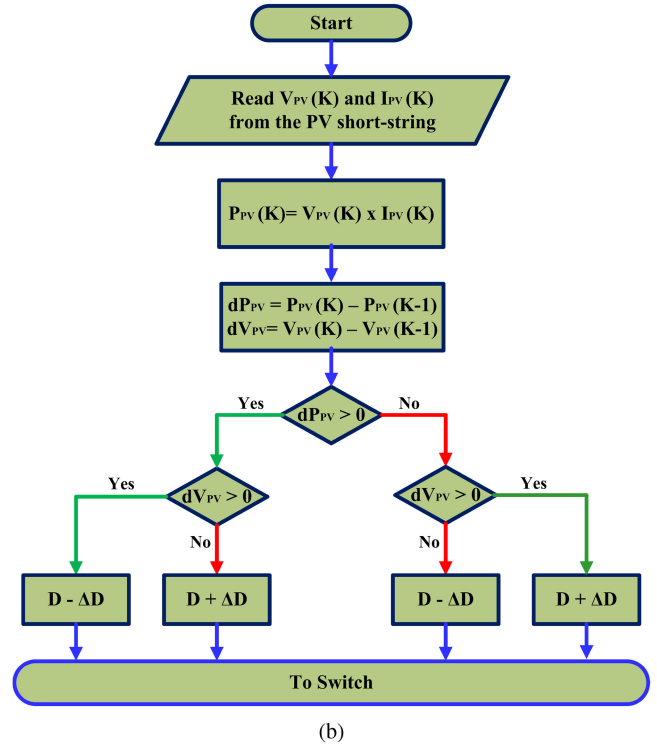 Start
Read VPV (K) and IPV (K)
from the PV short-string
PPV (K)= VPV (K) x IPV (K)
dPPV = PPV (K) – PPV (K-1)
dVPV= VPV (K) – VPV (K-1)
Yes
dPPV > 0
No
Yes
dVPV > 0
No
dVPV > 0
Yes
No
D - ΔD
D + ΔD
D - ΔD
D + ΔD
To Switch
(b)